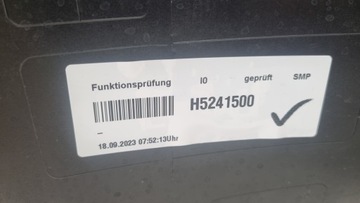 Funktionsprüfung IO geprüft SMP
H5241500
–
18.09.2023 07:52:13Uhr